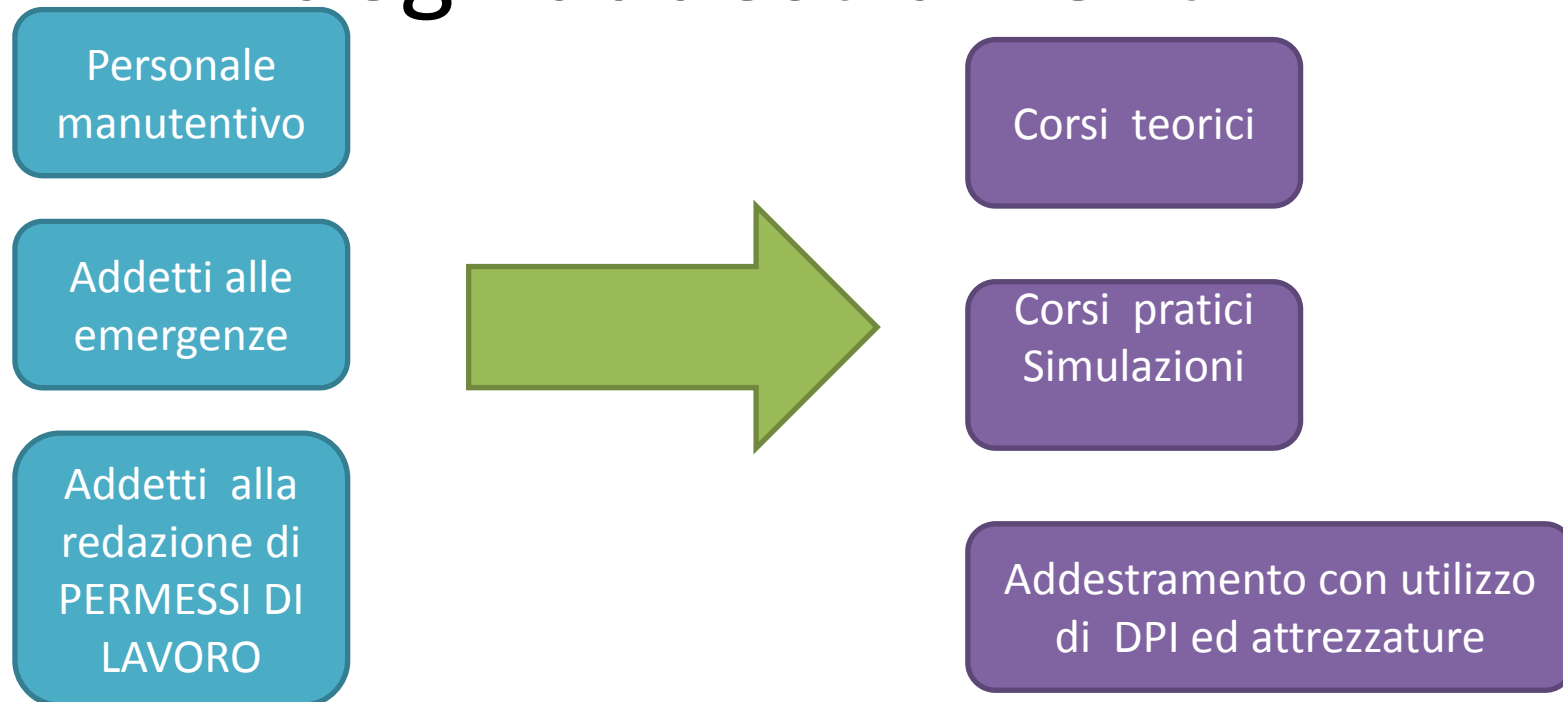 Personale
manutentivo
Addetti alle
emergenze
Addetti alla
redazione di
PERMESSI DI
LAVORO
Corsi teorici
Corsi pratici
Simulazioni
Addestramento con utilizzo
di DPI ed attrezzature